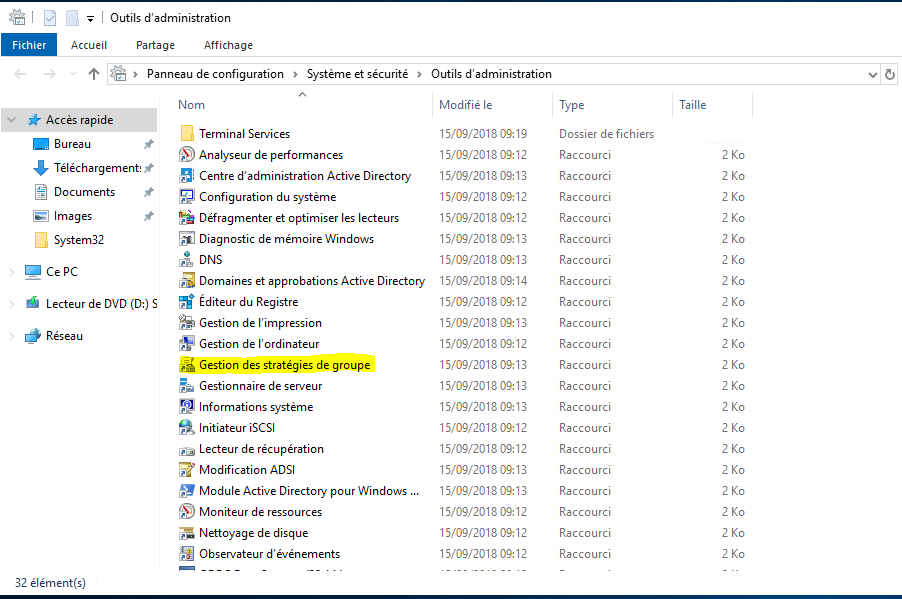 Outils d'administration
Fichier Accueil Partage Affichage
Panneau de configuration Système et sécurité Outils d'administration
Nom Modifié le Type Taille
Accès rapide
Bureau
Téléchargement
Documents
Images
System32
Ce PC
Lecteur de DVD (D:) S
Réseau
Terminal Services 15/09/2018 09:19 Dossier de fichiers
Analyseur de performances 15/09/2018 09:12 Raccourci 2 Ko
Centre d'administration Active Directory 15/09/2018 09:13 Raccourci 2 Ko
Configuration du système 15/09/2018 09:12 Raccourci 2 Ko
Défragmenter et optimiser les lecteurs 15/09/2018 09:12 Raccourci 2 Ko
Diagnostic de mémoire Windows 15/09/2018 09:13 Raccourci 2 Ko
DNS 15/09/2018 09:13 Raccourci 2 Ko
Domaines et approbations Active Directory 15/09/2018 09:14 Raccourci 2 Ko
Éditeur du Registre 15/09/2018 09:12 Raccourci 2 Ko
Gestion de l'impression 15/09/2018 09:13 Raccourci 2 Ko
Gestion de l'ordinateur 15/09/2018 09:12 Raccourci 2 Ko
Gestion des stratégies de groupe 15/09/2018 09:13 Raccourci 2 Ko
Gestionnaire de serveur 15/09/2018 09:13 Raccourci 2 Ko
Informations système 15/09/2018 09:13 Raccourci 2 Ko
Initiateur iSCSI 15/09/2018 09:12 Raccourci 2 Ko
Lecteur de récupération 15/09/2018 09:12 Raccourci 2 Ko
Modification ADSI 15/09/2018 09:13 Raccourci 2 Ko
Module Active Directory pour Windows ... 15/09/2018 09:13 Raccourci 2 Ko
Moniteur de ressources 15/09/2018 09:12 Raccourci 2 Ko
Nettoyage de disque 15/09/2018 09:12 Raccourci 2 Ko
Observateur d'événements 15/09/2018 09:12 Raccourci 2 Ko
32 élément(s)